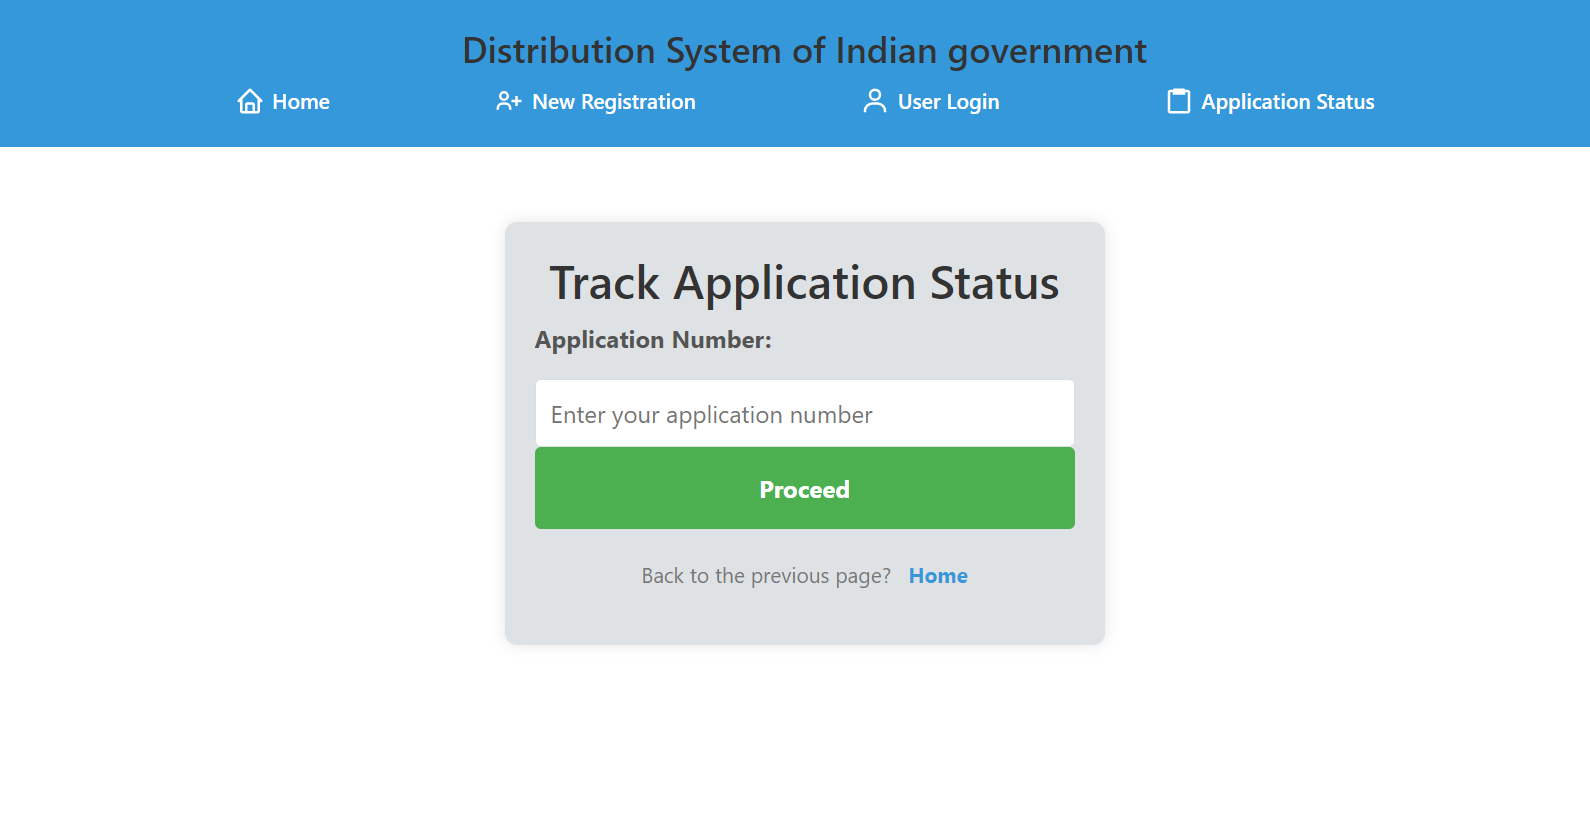 Distribution System of Indian government
Home New Registration User Login Application Status
Track Application Status
Application Number:
Enter your application number
Proceed
Back to the previous page? Home